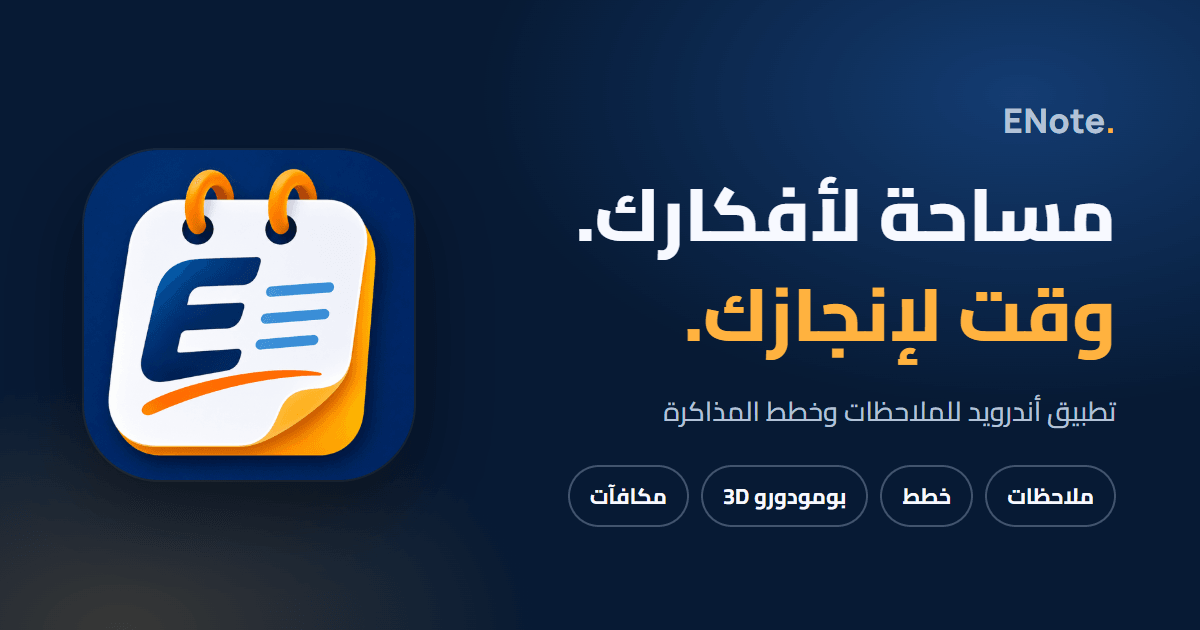 ENote.
مساحة لأفكارك.
وقت لإنجازك.
تطبيق أندرويد للملاحظات وخطط المذاكرة
ملاحظات
خطط
بومودورو 3D
مكافآت
E